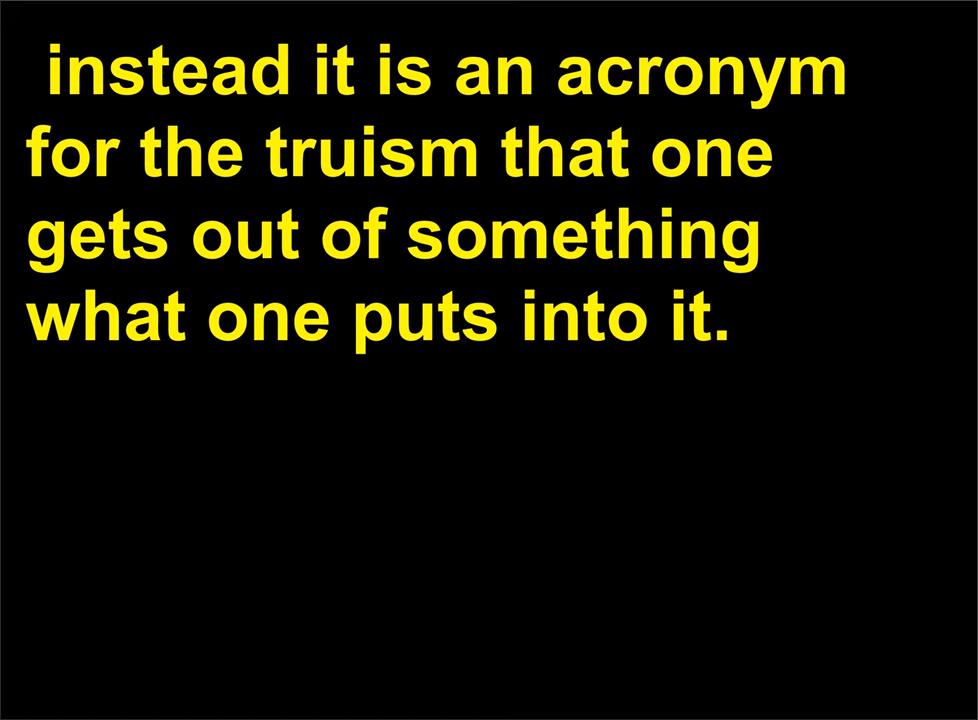 instead it is an acronym
for the truism that one
gets out of something
what one puts into it.